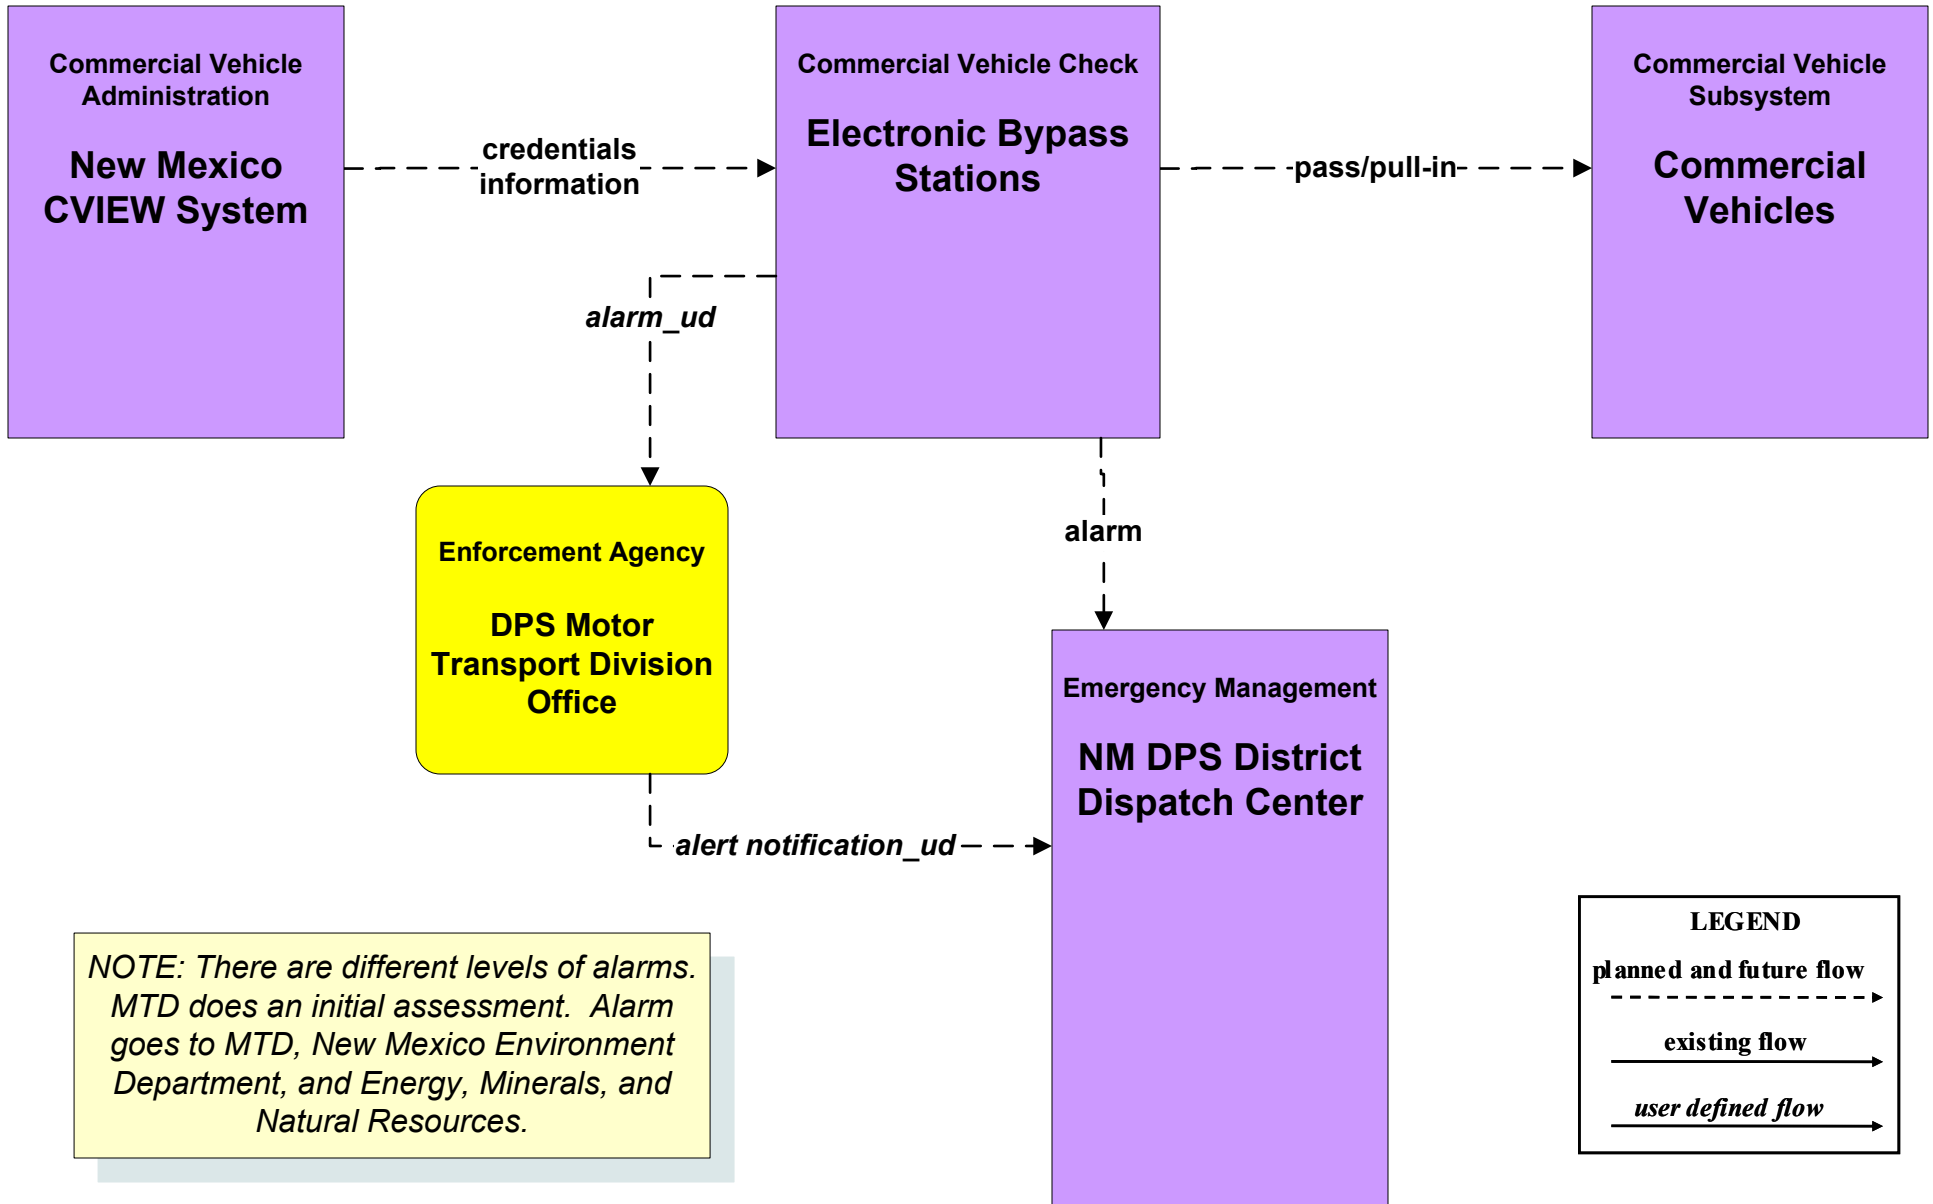 Commercial Vehicle
Administration
New Mexico
CVIEW System
credentials
information
Commercial Vehicle Check
Electronic Bypass
Stations
pass/pull-in
Commercial Vehicle
Subsystem
Commercial
Vehicles
alarm_ud
Enforcement Agency
DPS Motor
Transport Division
Office
alarm
Emergency Management
NM DPS District
Dispatch Center
alert notification_ud
NOTE: There are different levels of alarms.
MTD does an initial assessment. Alarm
goes to MTD, New Mexico Environment
Department, and Energy, Minerals, and
Natural Resources.
LEGEND
planned and future flow
existing flow
user defined flow